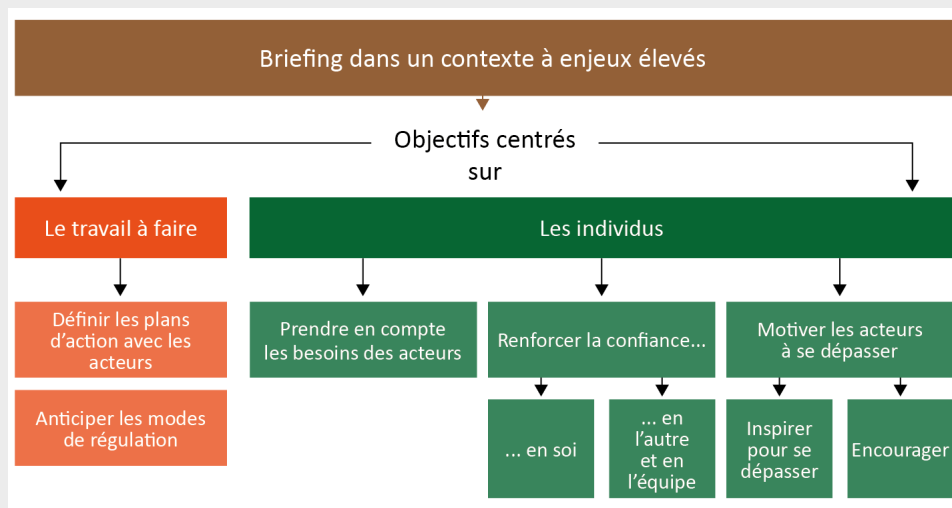 Briefing dans un contexte à enjeux élevés
Objectifs centrés
sur
Le travail à faire
Les individus
Définir les plans
d’action avec les
acteurs
Prendre en compte
les besoins des acteurs
Renforcer la confiance...
Motiver les acteurs
à se dépasser
Anticiper les modes
de régulation
... en soi
... en
l’autre
et en
l’équipe
Inspirer
pour se
dépasser
Encourager